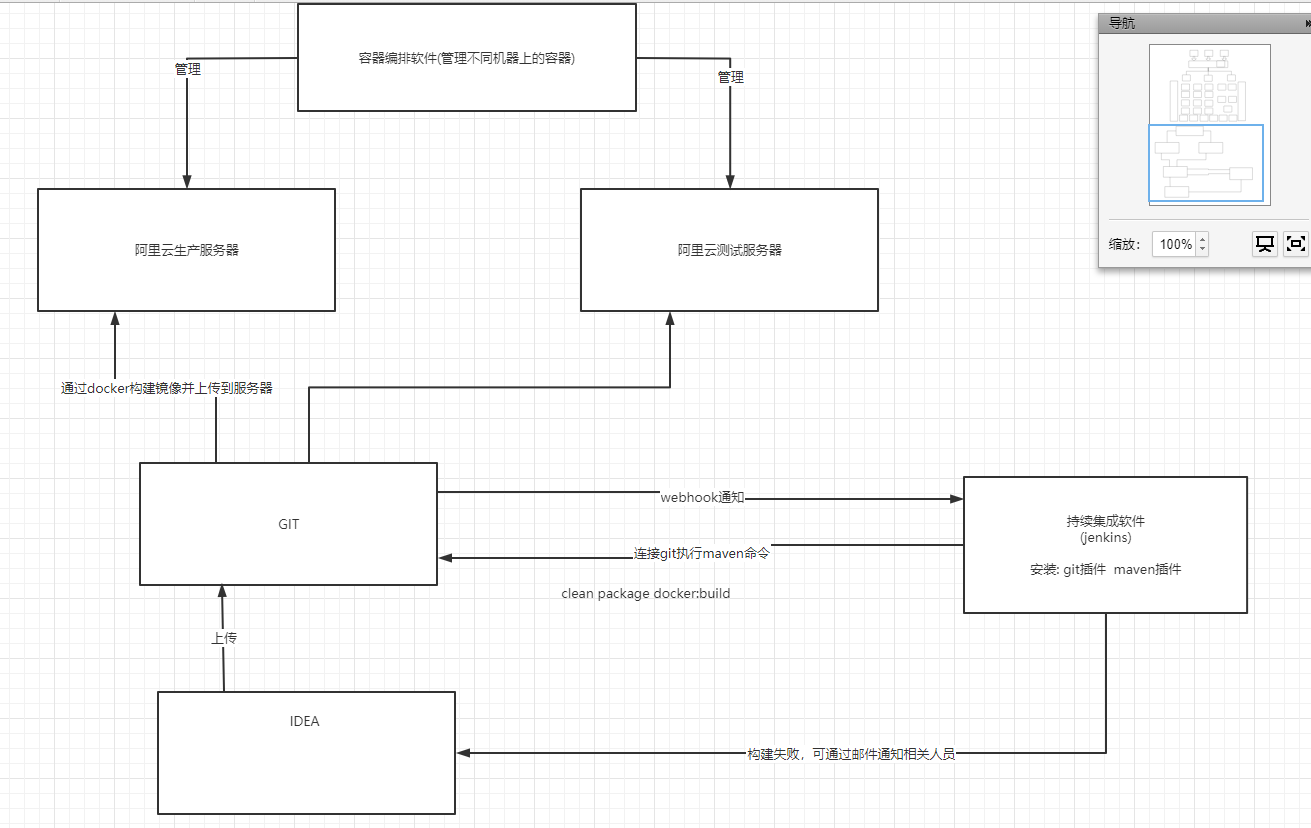 导航
容器编排软件(管理不同机器上的容器)
管理
管理
缩放：
100%
阿里云生产服务器
阿里云测试服务器
通过docker构建镜像并上传到服务器
GIT
webhook通知
连接git执行maven命令
clean package docker:build
持续集成软件
(jenkins)
安装: git插件 maven插件
上传
IDEA
构建失败，可通过邮件通知相关人员